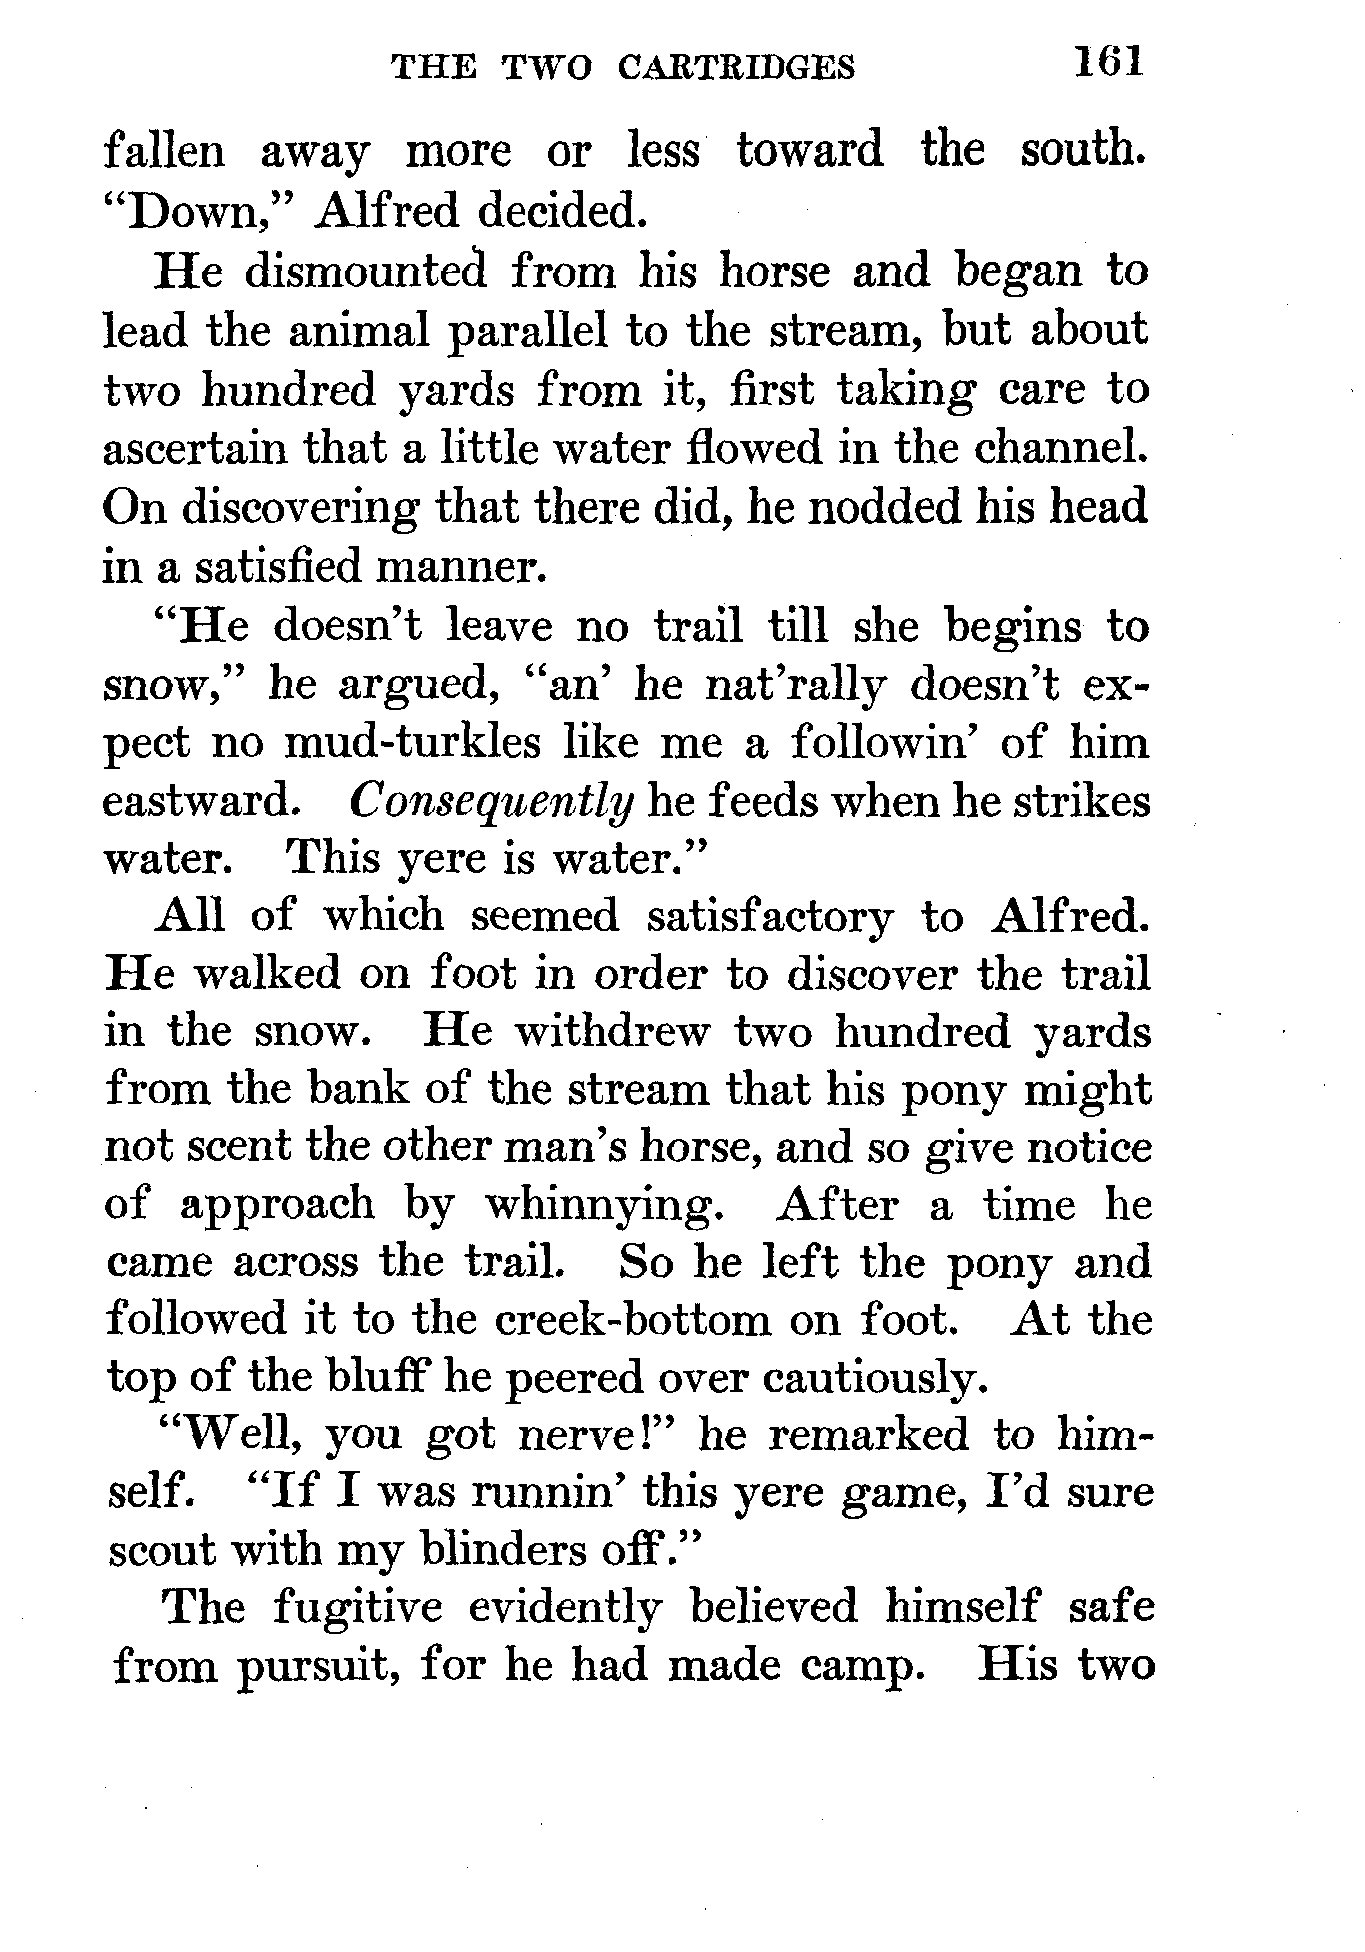 THE TWO CARTRIDGES 161
fallen away more or less toward the south.
“Down,” Alfred decided.
He dismounted from his horse and began to
lead the animal parallel to the stream, but about
two hundred yards from it, first taking care to
ascertain that a little water flowed in the channel.
On discovering that there did, he nodded his head
in a satisfied manner.
“He doesn’t leave no trail till she begins to
snow,” he argued, “an’ he nat’rally doesn’t ex-
pect no mud-turkles like me a followin’ of him
eastward. Consequently he feeds when he strikes
water. This yere is water.”
All of which seemed satisfactory to Alfred.
He walked on foot in order to discover the trail
in the snow. He withdrew two hundred yards
from the bank of the stream that his pony might
not scent the other man’s horse, and so give notice
of approach by whinnying. After a time he
came across the trail. So he left the pony and
followed it to the creek-bottom on foot. At the
top of the bluff he peered over cautiously.
“Well, you got nerve!” he remarked to him-
self. “If I was runnin’ this yere game, I’d sure
scout with my blinders off.”
The fugitive evidently believed himself safe
from pursuit, for he had made camp. His two